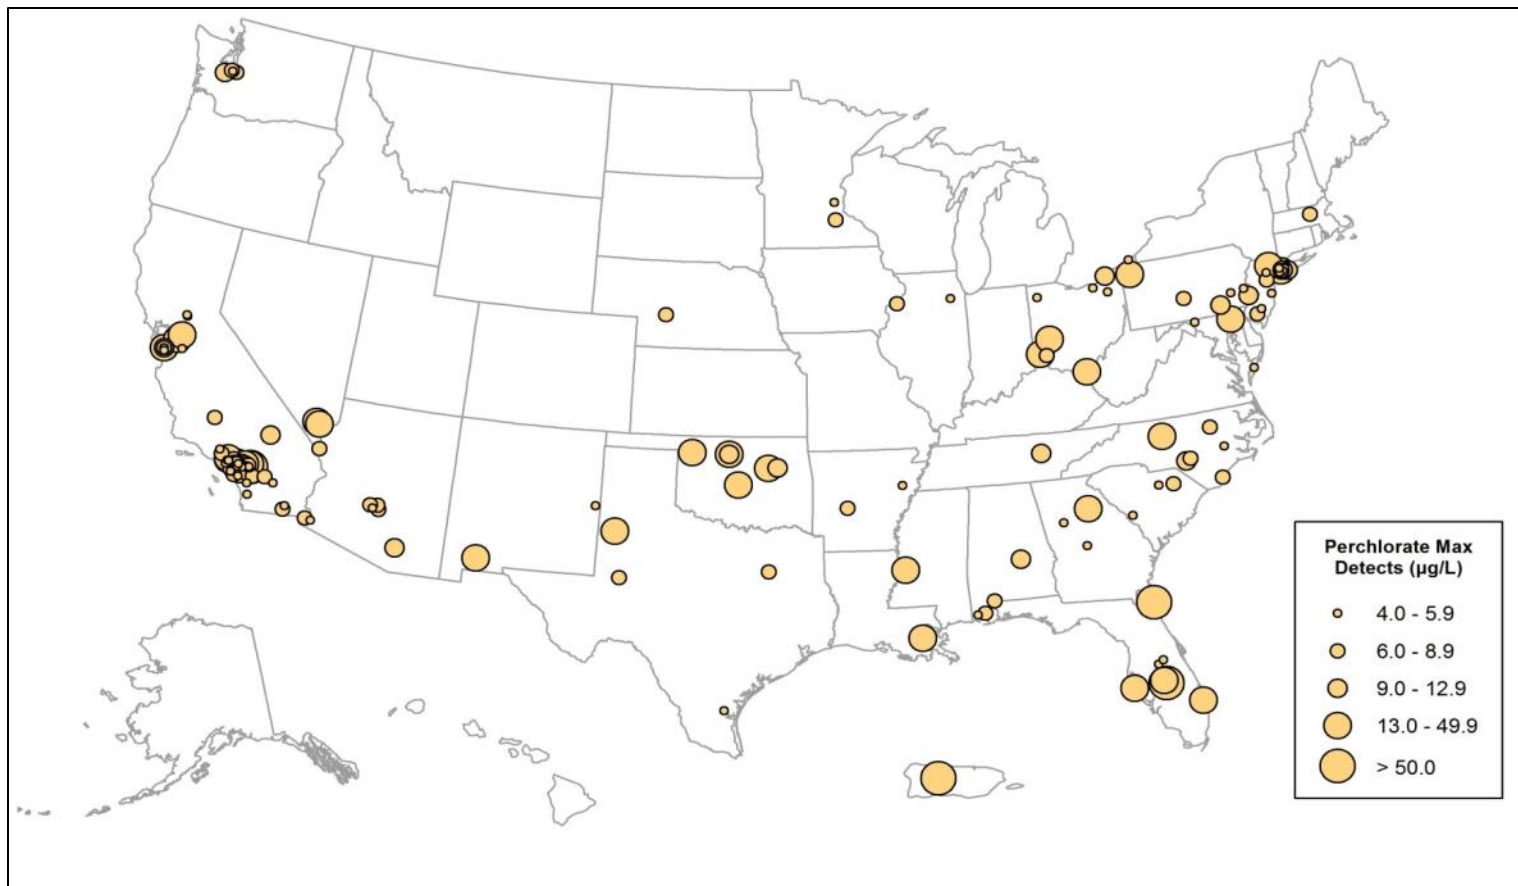 Perchlorate Max
Detects (µg/L)
4.0 - 5.9
6.0 - 8.9
9.0 - 12.9
13.0 - 49.9
> 50.0